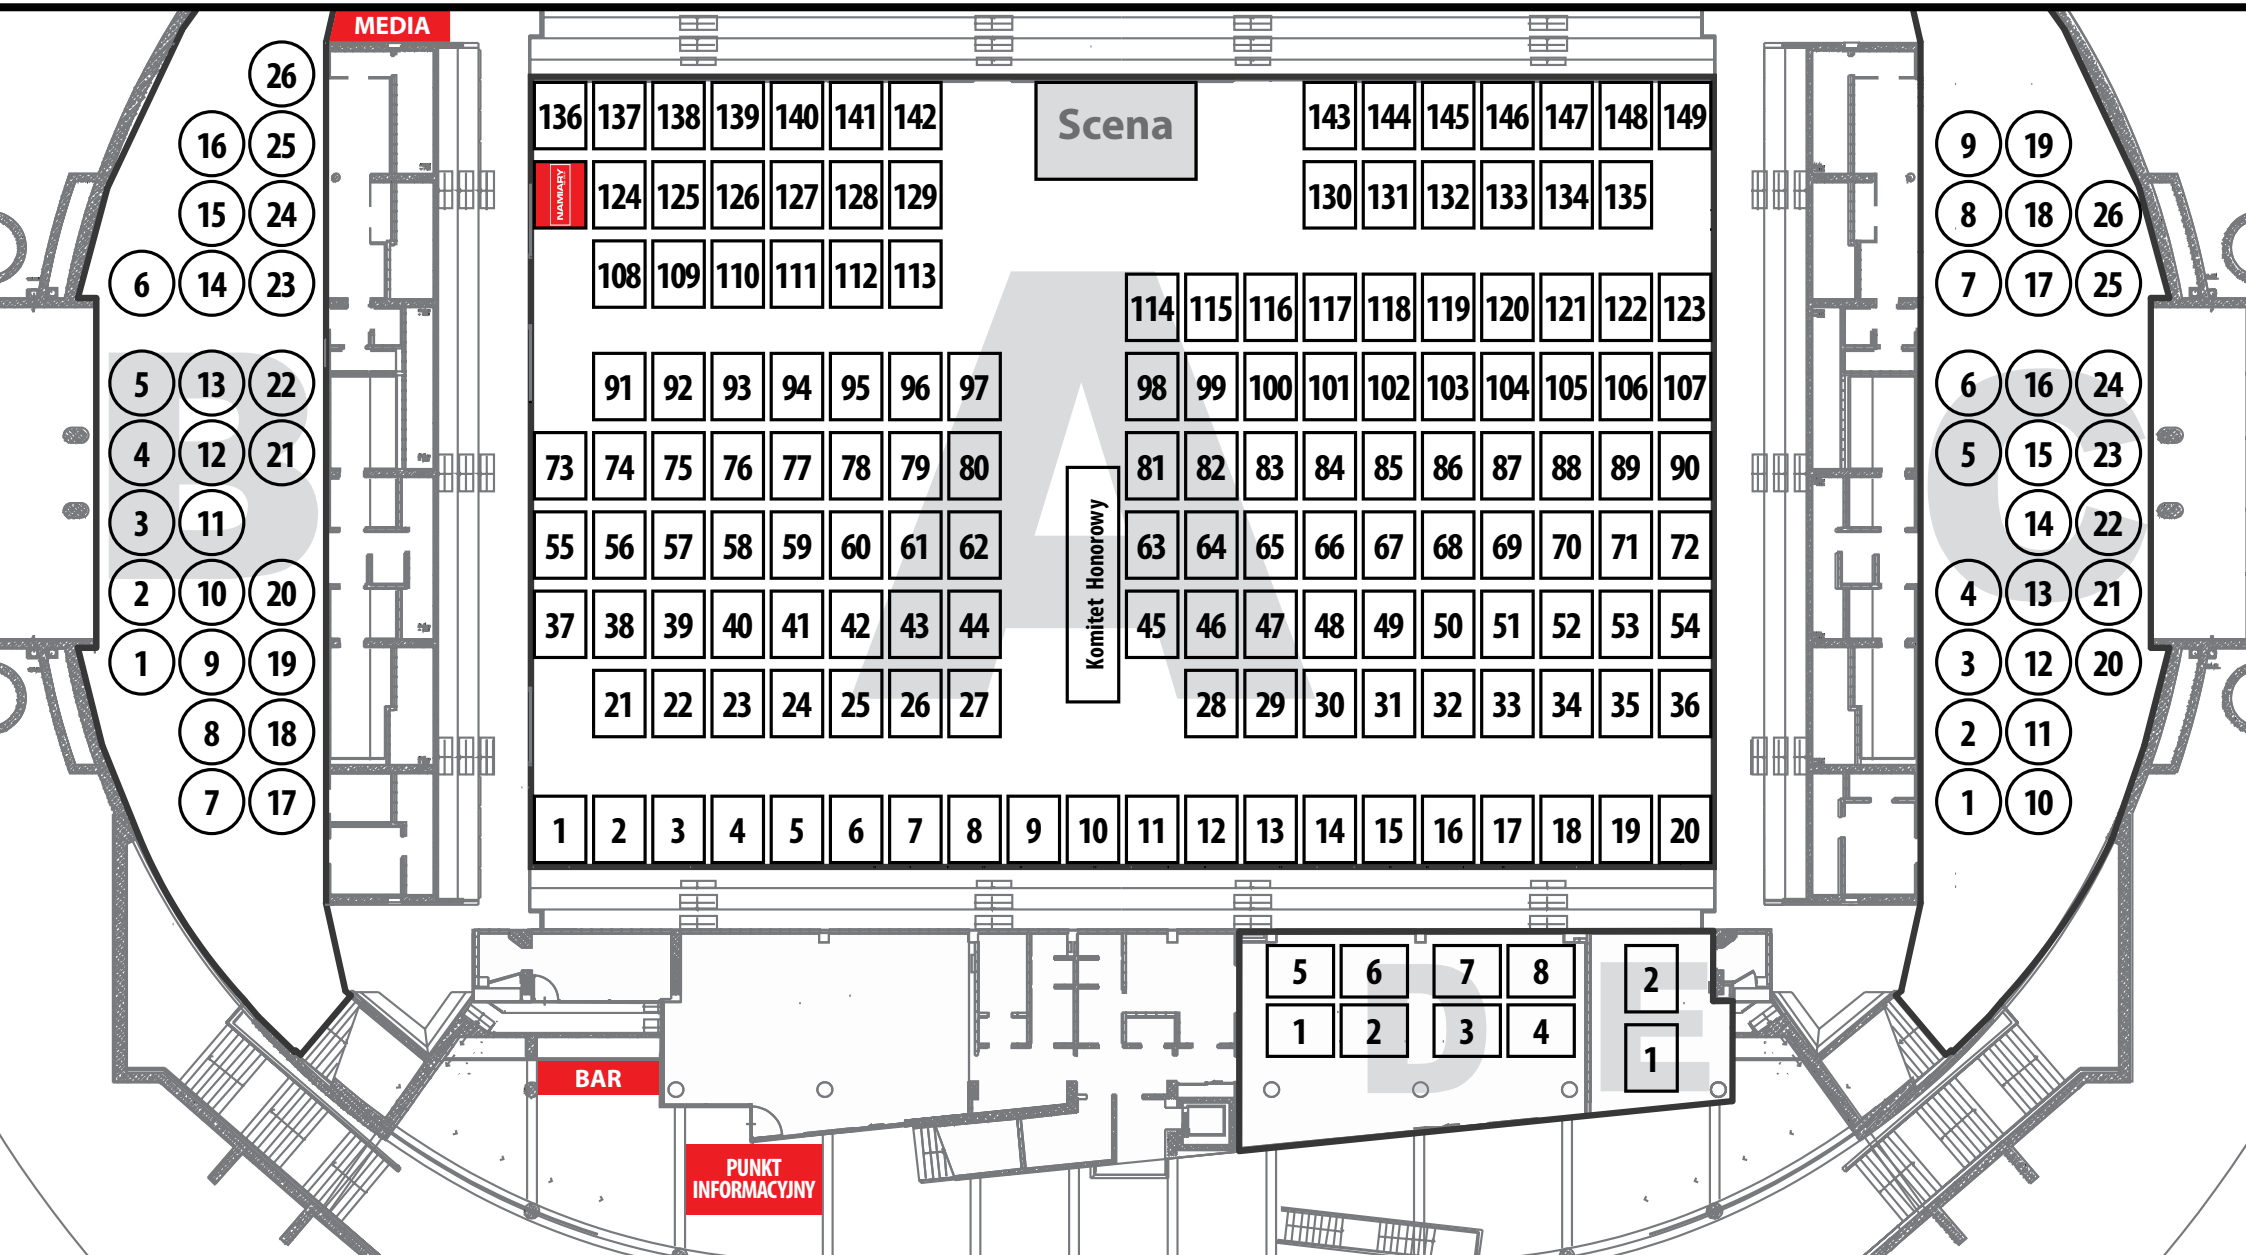 MEDIA
26
16 25
15 24
6 14 23
5 13 22
4 12 21
3 11
2 10 20
1 9 19
8 18
7 17
B
136 137 138 139 140 141 142 Scena 143 144 145 146 147 148 149
NAMIARY 124 125 126 127 128 129 130 131 132 133 134 135
108 109 110 111 112 113
114 115 116 117 118 119 120 121 122 123
91 92 93 94 95 96 97 98 99 100 101 102 103 104 105 106 107
73 74 75 76 77 78 79 80 81 82 83 84 85 86 87 88 89 90
55 56 57 58 59 60 61 62 63 64 65 66 67 68 69 70 71 72
37 38 39 40 41 42 43 44 45 46 47 48 49 50 51 52 53 54
21 22 23 24 25 26 27 28 29 30 31 32 33 34 35 36
1 2 3 4 5 6 7 8 9 10 11 12 13 14 15 16 17 18 19 20
Komitet Honorowy
A
9 19
8 18 26
7 17 25
6 16 24
5 15 23
14 22
4 13 21
3 12 20
2 11
1 10
C
5 6 7 8
1 2 3 4
D
2
1
E
BAR
PUNKT
INFORMACYJNY